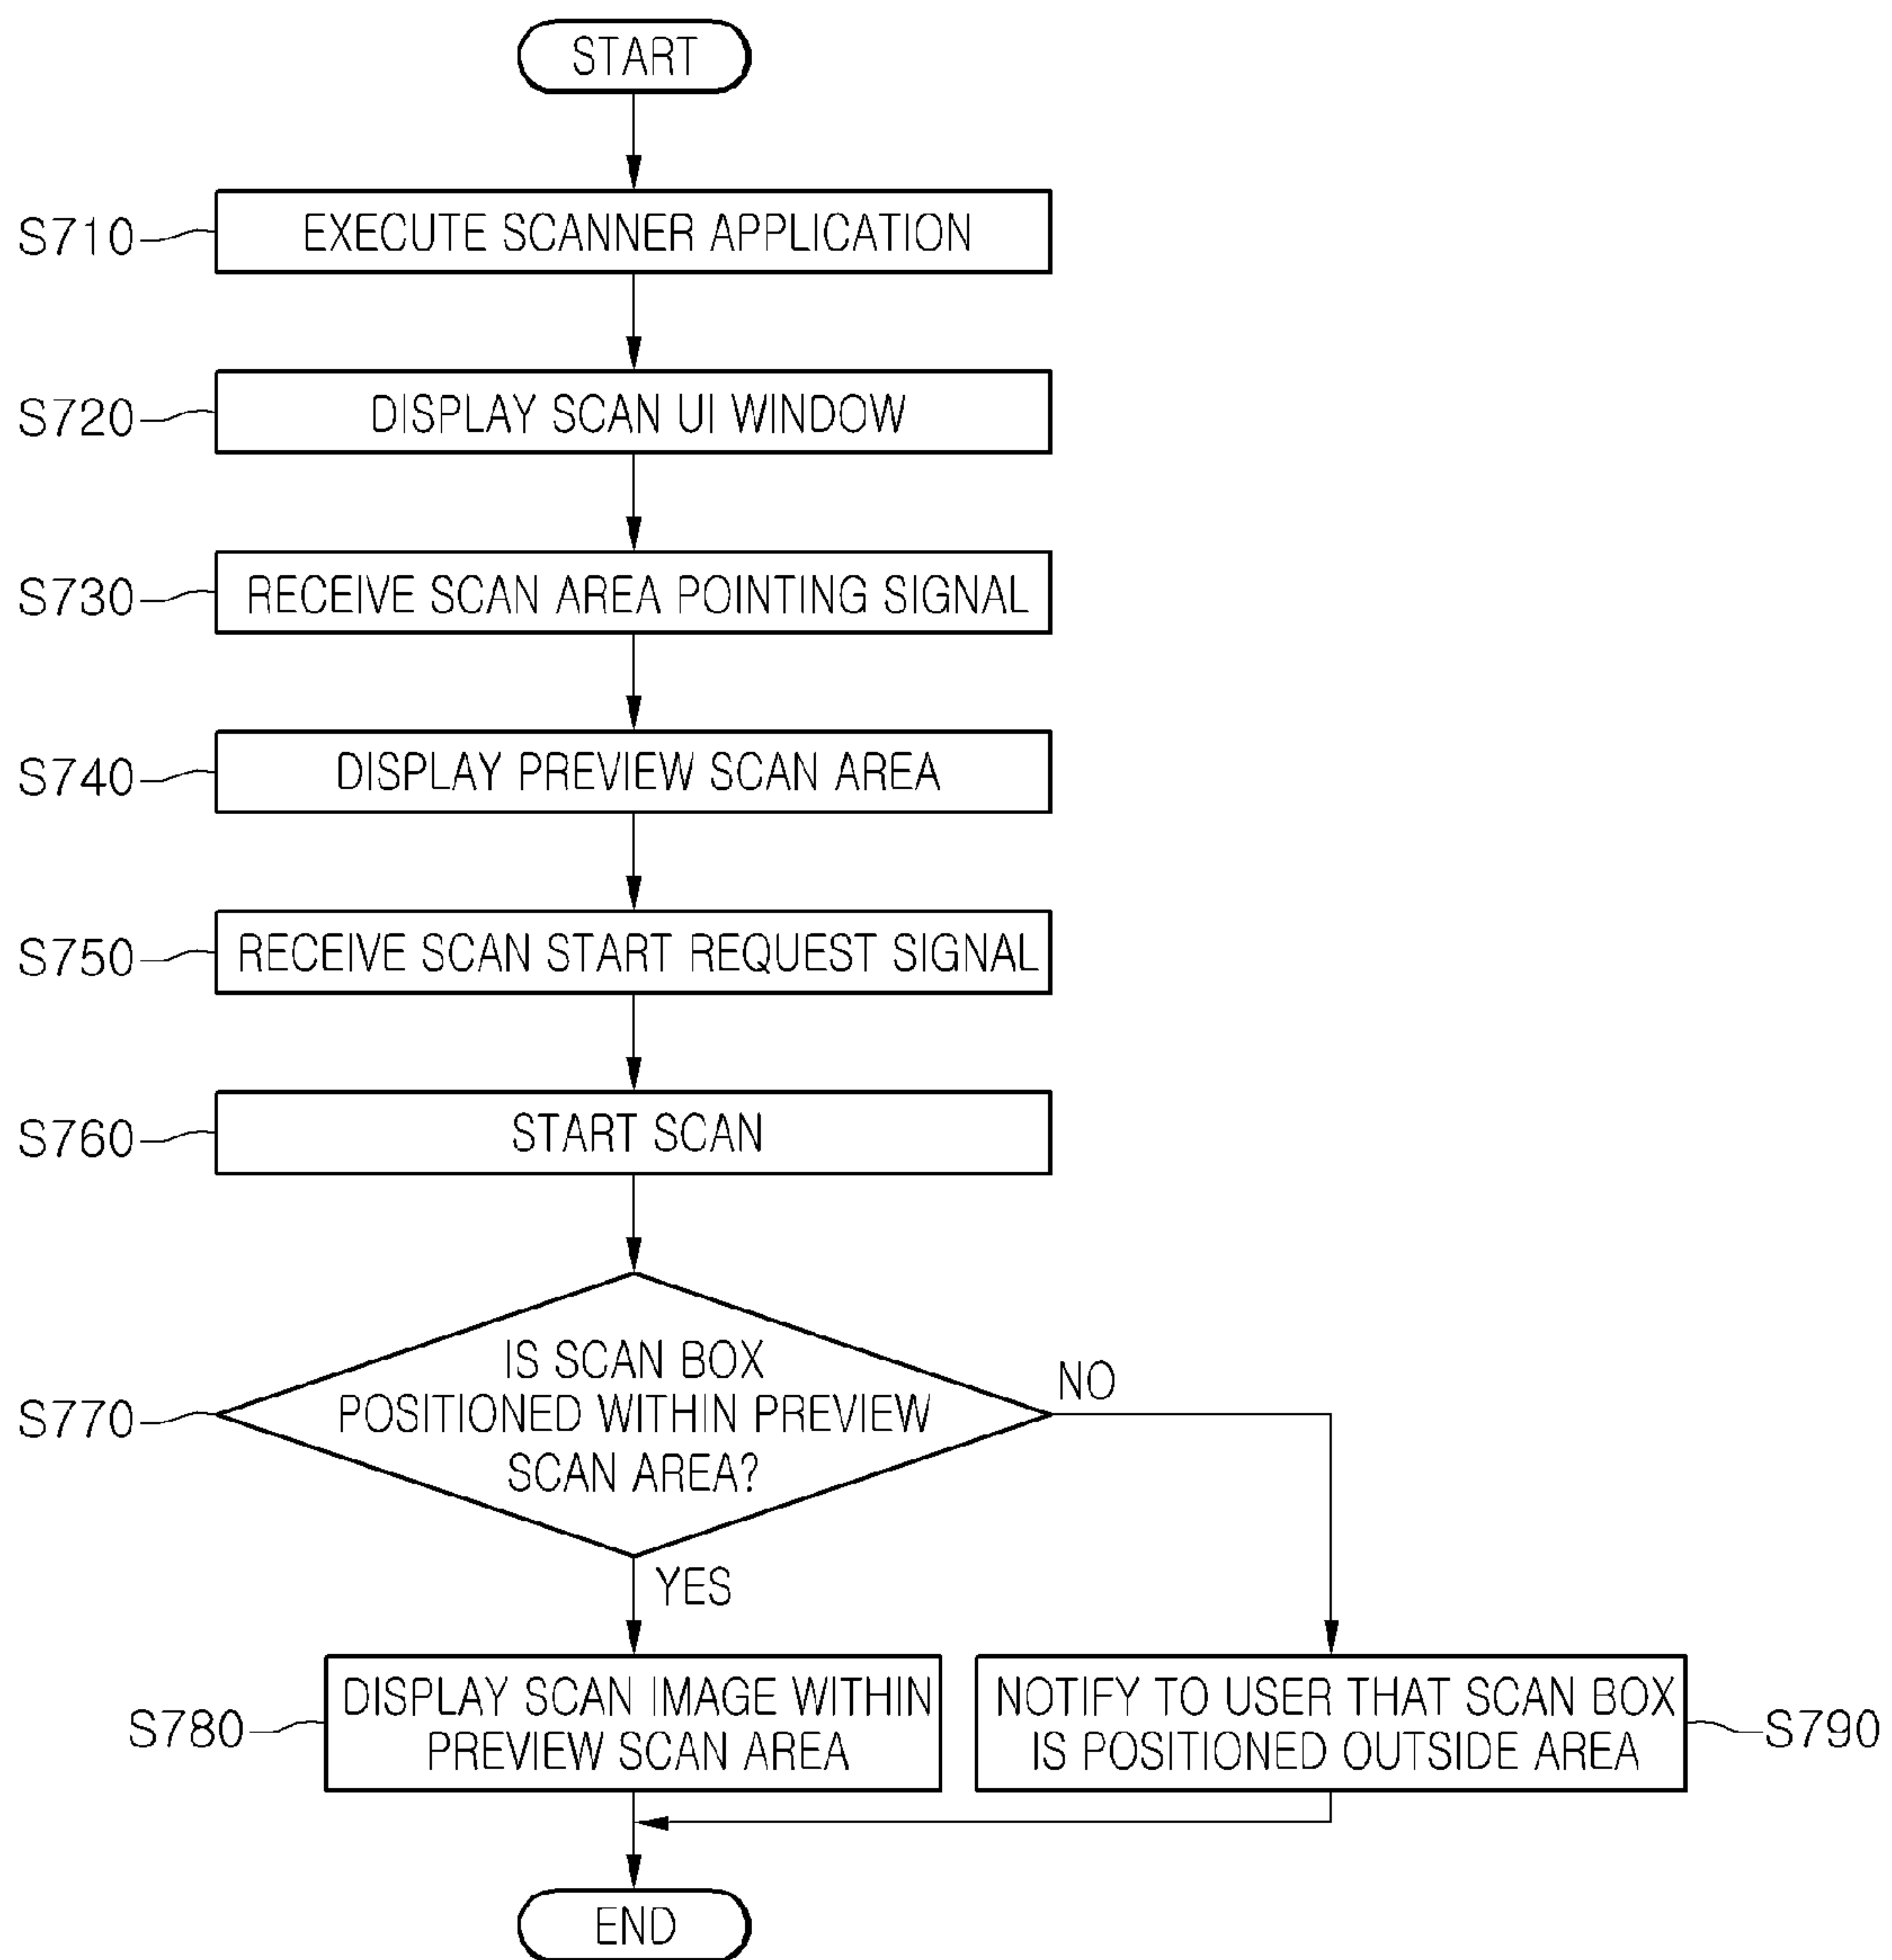 START
S710
EXECUTE SCANNER APPLICATION
S720
DISPLAY SCAN UI WINDOW
S730
RECEIVE SCAN AREA POINTING SIGNAL
S740
DISPLAY PREVIEW SCAN AREA
S750
RECEIVE SCAN START REQUEST SIGNAL
S760
START SCAN
S770
IS SCAN BOX
POSITIONED WITHIN PREVIEW
SCAN AREA?
NO
YES
S780
DISPLAY SCAN IMAGE WITHIN
PREVIEW SCAN AREA
NOTIFY TO USER THAT SCAN BOX
IS POSITIONED OUTSIDE AREA
S790
END